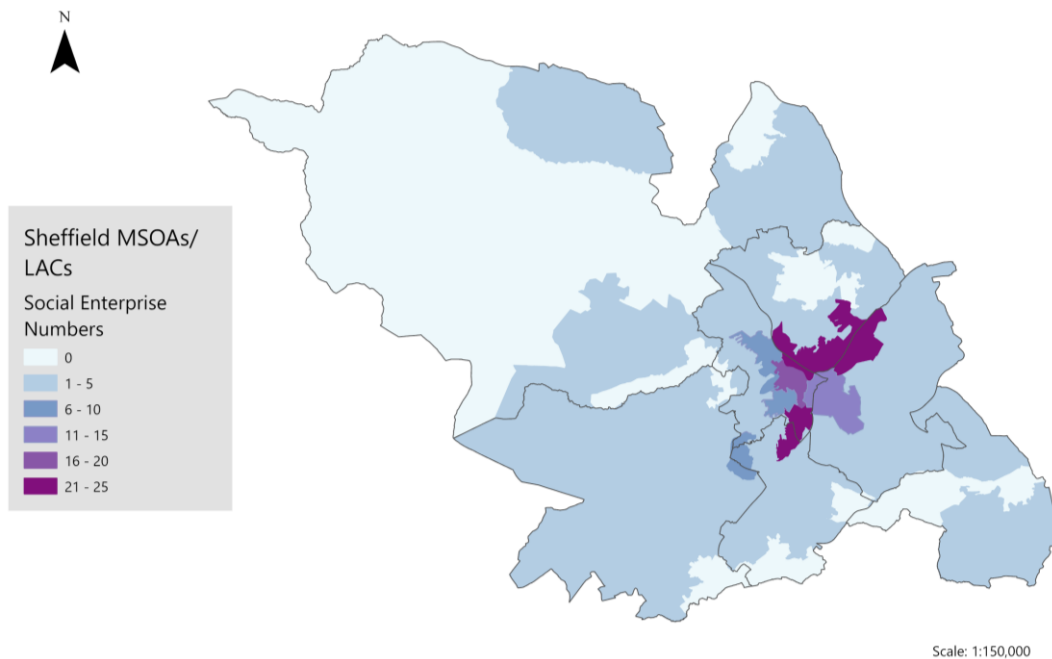 N
Sheffield MSOAs/
LACs
Social Enterprise
Numbers
0
1 - 5
6 - 10
11 - 15
16 - 20
21 - 25
Scale: 1:150,000